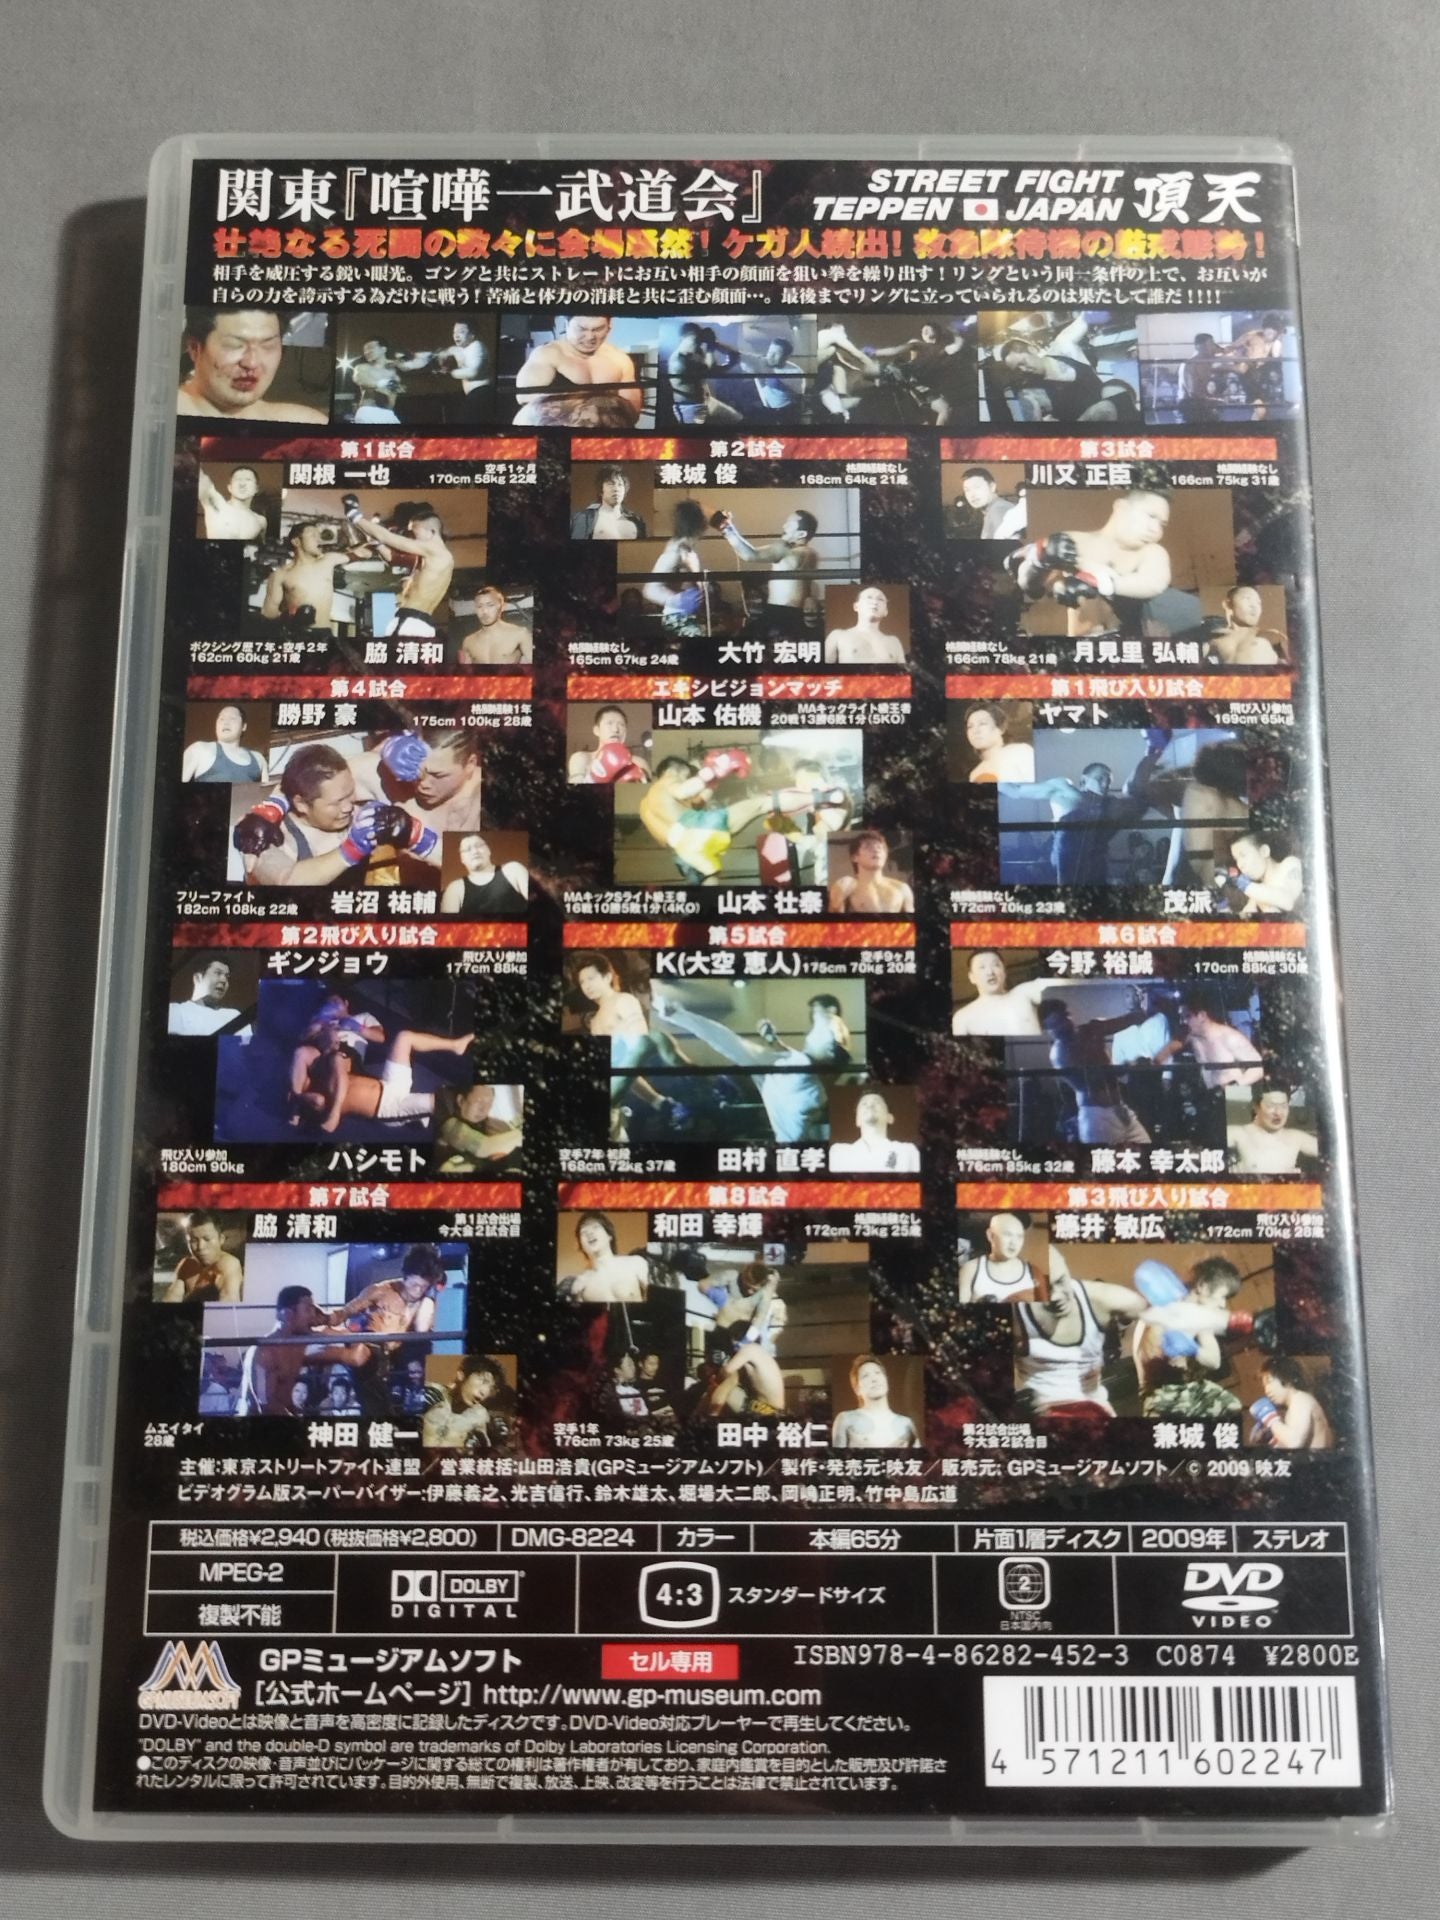 関東『喧嘩一武道会』
STREET FIGHT
TEPPEN JAPAN 頂天
壮絶なる死闘の数々に会場騒然！ケガ人続出！救急隊待機の厳戒態勢！
相手を威圧する鋭い眼光。ゴングと共にストレートにお互い相手の顔面を狙い拳を繰り出す！リングという同一条件の上で、お互いが
自らの力を誇示する為だけに戦う！苦痛と体力の消耗と共に歪む顔面…。最後までリングに立っていられるのは果たして誰だ！！！！
第1試合
関根 一也
空手1ヶ月
170cm 58kg 22歳
ボクシング歴7年・空手2年
162cm 60kg 21歳
脇 清和
第2試合
兼城 俊
格闘経験なし
168cm 64kg 21歳
格闘経験なし
165cm 67kg 24歳
大竹 宏明
第3試合
川又 正臣
格闘経験なし
166cm 75kg 31歳
格闘経験なし
166cm 78kg 21歳
月見里 弘輔
第4試合
勝野 豪
格闘経験1年
175cm 100kg 28歳
フリーファイト
182cm 108kg 22歳
岩沼 祐輔
エキシビジョンマッチ
山本 佑機
MAキックライト級王者
20戦13勝6敗1分(5KO)
MAキックSライト級王者
16戦10勝5敗1分(4KO)
山本 壮泰
第1飛び入り試合
ヤマト
飛び入り参加
169cm 65kg
格闘経験なし
172cm 70kg 23歳
茂派
第2飛び入り試合
ギンジョウ
飛び入り参加
177cm 88kg
飛び入り参加
180cm 90kg
ハシモト
第5試合
K(大空 恵人)
空手9ヶ月
175cm 70kg 20歳
空手7年 初段
168cm 72kg 37歳
田村 直孝
第6試合
今野 裕誠
格闘経験なし
170cm 88kg 30歳
格闘経験なし
176cm 85kg 32歳
藤本 幸太郎
第7試合
脇 清和
第1試合出場
今大会2試合目
ムエイタイ
28歳
神田 健一
第8試合
和田 幸輝
格闘経験なし
172cm 73kg 25歳
空手1年
176cm 73kg 25歳
田中 裕仁
第3飛び入り試合
藤井 敏広
飛び入り参加
172cm 70kg 28歳
第2試合出場
今大会2試合目
兼城 俊
主催：東京ストリートファイト連盟／営業統括：山田浩貴(GPミュージアムソフト)／製作・発売元：映友／販売元：GPミュージアムソフト／© 2009 映友
ビデオグラム版スーパーバイザー：伊藤義之、光吉信行、鈴木雄太、堀場大二郎、岡嶋正明、竹中島広道
税込価格¥2,940（税抜価格¥2,800） DMG-8224 カラー 本編65分 片面1層ディスク 2009年 ステレオ
MPEG-2
複製不能
DOLBY
DIGITAL
4:3 スタンダードサイズ
2
NTSC
日本国内向
DVD
VIDEO
GPMUSEUMSOFT
GPミュージアムソフト
セル専用
ISBN978-4-86282-452-3 C0874 ¥2800E
[公式ホームページ] http://www.gp-museum.com
DVD-Videoとは映像と音声を高密度に記録したディスクです。DVD-Video対応プレーヤーで再生してください。
"DOLBY" and the double-D symbol are trademarks of Dolby Laboratories Licensing Corporation.
●このディスクの映像・音声並びにパッケージに関する総ての権利は著作権者が有しており、家庭内鑑賞を目的とした販売及び許諾さ
れたレンタルに限って許可されています。目的外使用、無断で複製、放送、上映、改変等を行うことは法律で禁止されています。
4 571211 602247